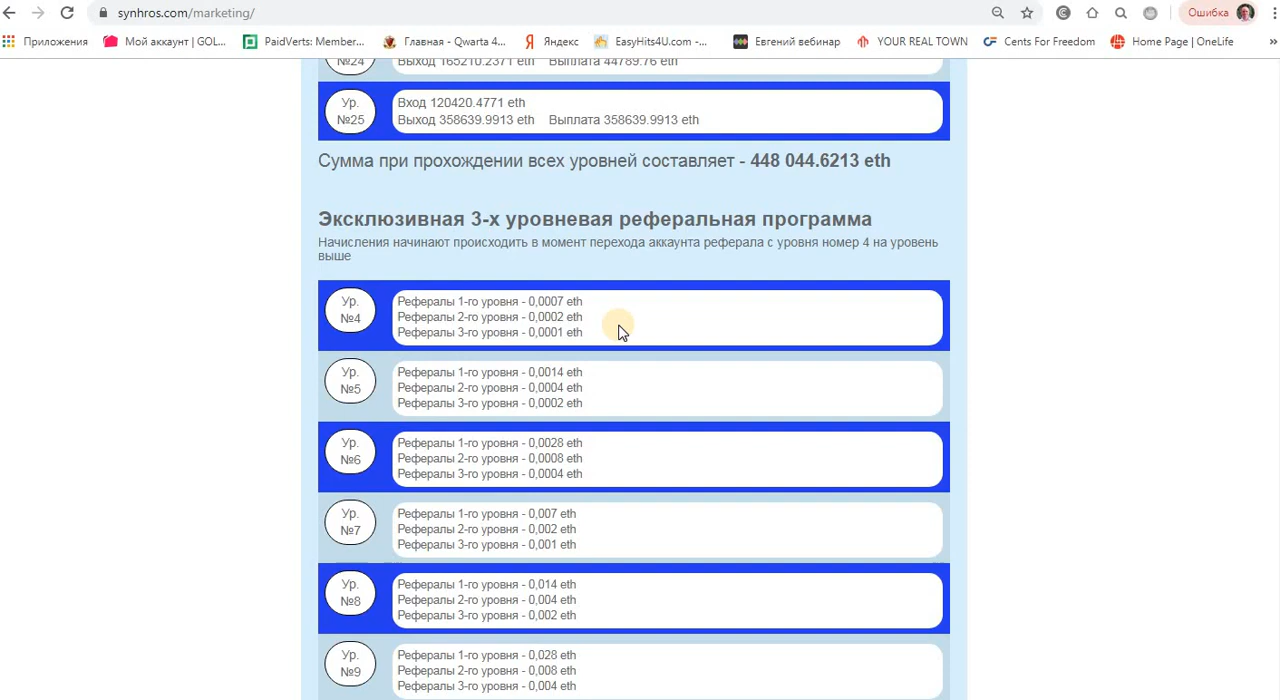 synhros.com/marketing/
Ошибка
Приложения
Мой аккаунт | GOL...
PaidVerts: Member...
Главная - Qwarta 4...
Яндекс
EasyHits4U.com -...
Евгений вебинар
YOUR REAL TOWN
Cents For Freedom
Home Page | OneLife
»
№24
Выход 165210.2371 eth Выплата 44789.76 eth
Ур.
№25
Вход 120420.4771 eth
Выход 358639.9913 eth Выплата 358639.9913 eth
Сумма при прохождении всех уровней составляет - 448 044.6213 eth
Эксклюзивная 3-х уровневая реферальная программа
Начисления начинают происходить в момент перехода аккаунта реферала с уровня номер 4 на уровень
выше
Ур.
№4
Рефералы 1-го уровня - 0,0007 eth
Рефералы 2-го уровня - 0,0002 eth
Рефералы 3-го уровня - 0,0001 eth
Ур.
№5
Рефералы 1-го уровня - 0,0014 eth
Рефералы 2-го уровня - 0,0004 eth
Рефералы 3-го уровня - 0,0002 eth
Ур.
№6
Рефералы 1-го уровня - 0,0028 eth
Рефералы 2-го уровня - 0,0008 eth
Рефералы 3-го уровня - 0,0004 eth
Ур.
№7
Рефералы 1-го уровня - 0,007 eth
Рефералы 2-го уровня - 0,002 eth
Рефералы 3-го уровня - 0,001 eth
Ур.
№8
Рефералы 1-го уровня - 0,014 eth
Рефералы 2-го уровня - 0,004 eth
Рефералы 3-го уровня - 0,002 eth
Ур.
№9
Рефералы 1-го уровня - 0,028 eth
Рефералы 2-го уровня - 0,008 eth
Рефералы 3-го уровня - 0,004 eth